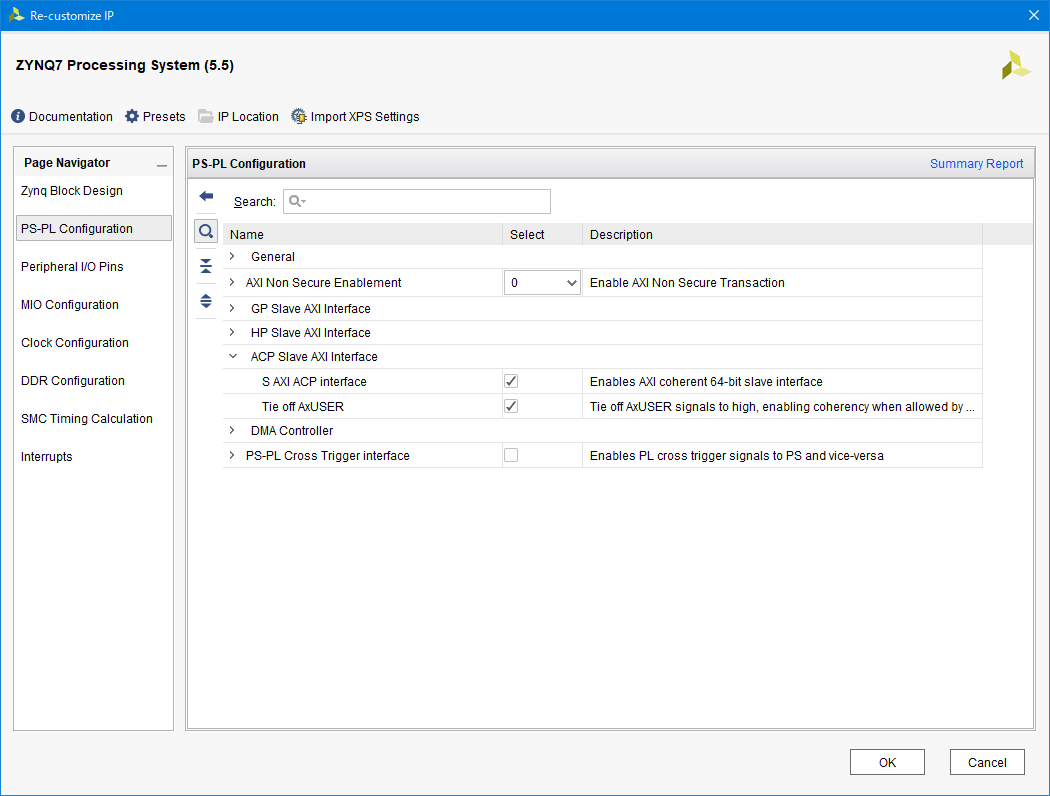 Re-customize IP
ZYNQ7 Processing System (5.5)
Documentation Presets IP Location Import XPS Settings
Page Navigator
Zynq Block Design
PS-PL Configuration
Peripheral I/O Pins
MIO Configuration
Clock Configuration
DDR Configuration
SMC Timing Calculation
Interrupts
PS-PL Configuration Summary Report
Search:
Name Select Description
General
AXI Non Secure Enablement 0 Enable AXI Non Secure Transaction
GP Slave AXI Interface
HP Slave AXI Interface
ACP Slave AXI Interface
S AXI ACP interface Enables AXI coherent 64-bit slave interface
Tie off AxUSER Tie off AxUSER signals to high, enabling coherency when allowed by ...
DMA Controller
PS-PL Cross Trigger interface Enables PL cross trigger signals to PS and vice-versa
OK Cancel